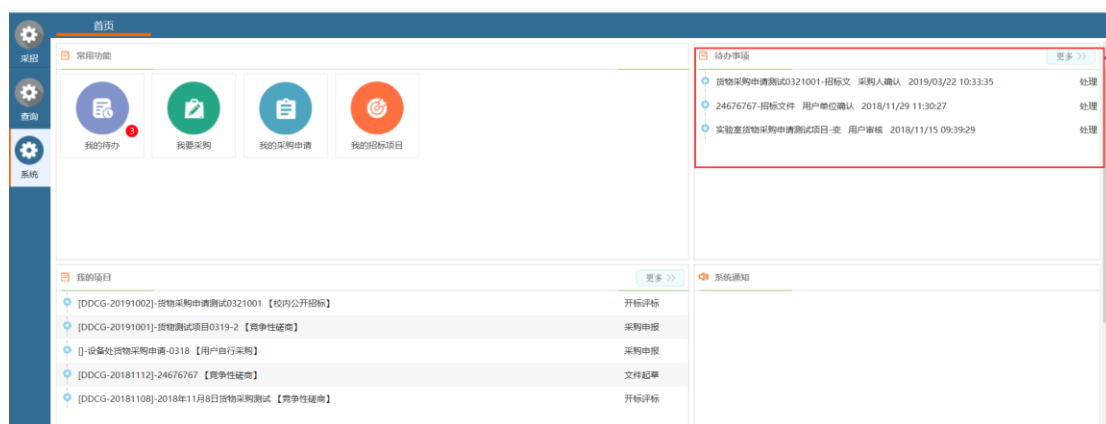 首页
采招
查询
系统
常用功能
3
我的待办
我要采购
我的采购申请
我的招标项目
待办事项
更多 >>
货物采购申请测试0321001-招标文 采购人确认 2019/03/22 10:33:35 处理
24676767-招标文件 用户单位确认 2018/11/29 11:30:27 处理
实验室货物采购申请测试项目-变 用户审核 2018/11/15 09:39:29 处理
我的项目
更多 >>
[DDCG-20191002]-货物采购申请测试0321001 【校内公开招标】 开标评标
[DDCG-20191001]-货物测试项目0319-2 【竞争性磋商】 采购申报
[]-设备处货物采购申请-0318 【用户自行采购】 采购申报
[DDCG-20181112]-24676767 【竞争性磋商】 文件起草
[DDCG-20181108]-2018年11月8日货物采购测试 【竞争性磋商】 开标评标
系统通知